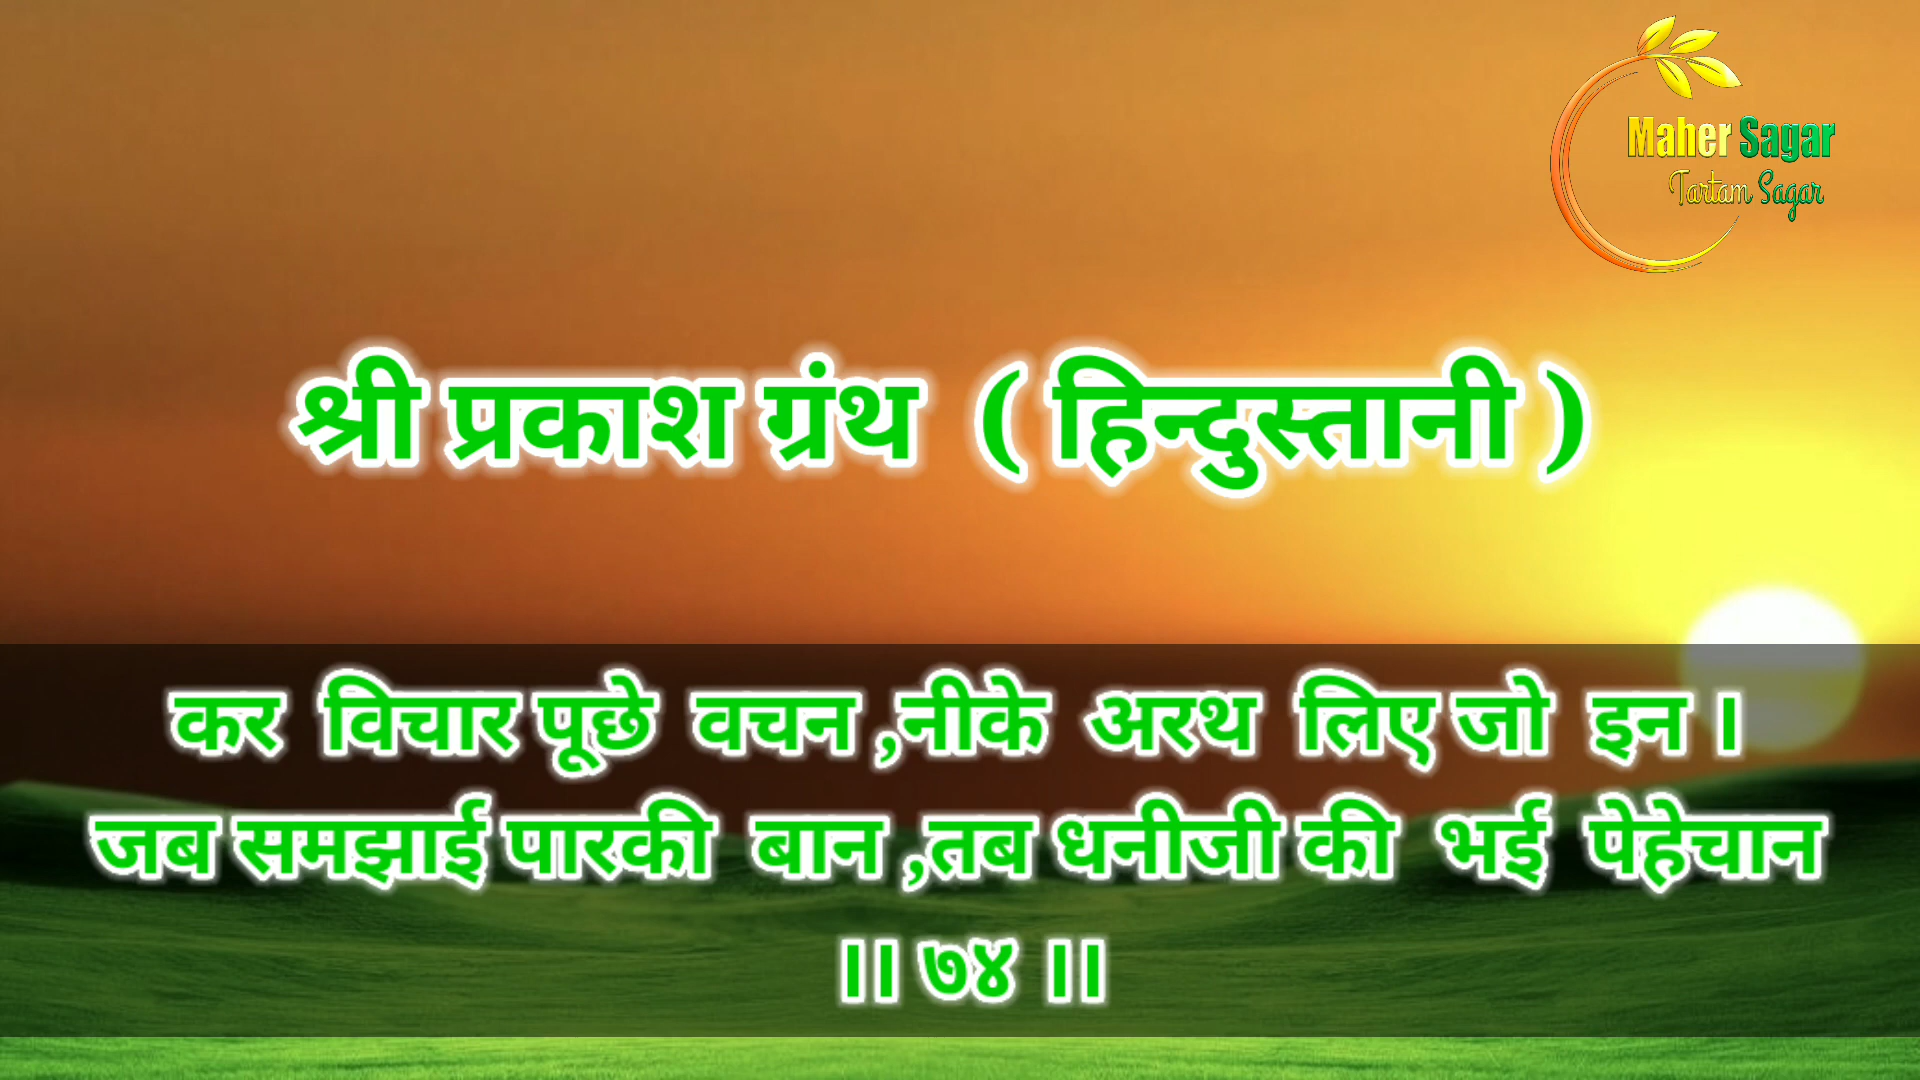 Maher Sagar
Tartam Sagar
श्री प्रकाश ग्रंथ ( हिन्दुस्तानी )
कर विचार पूछे वचन ,नीके अरथ लिए जो इन ।
जब समझाई पारकी बान ,तब धनीजी की भई पेहेचान
।। ७४ ।।